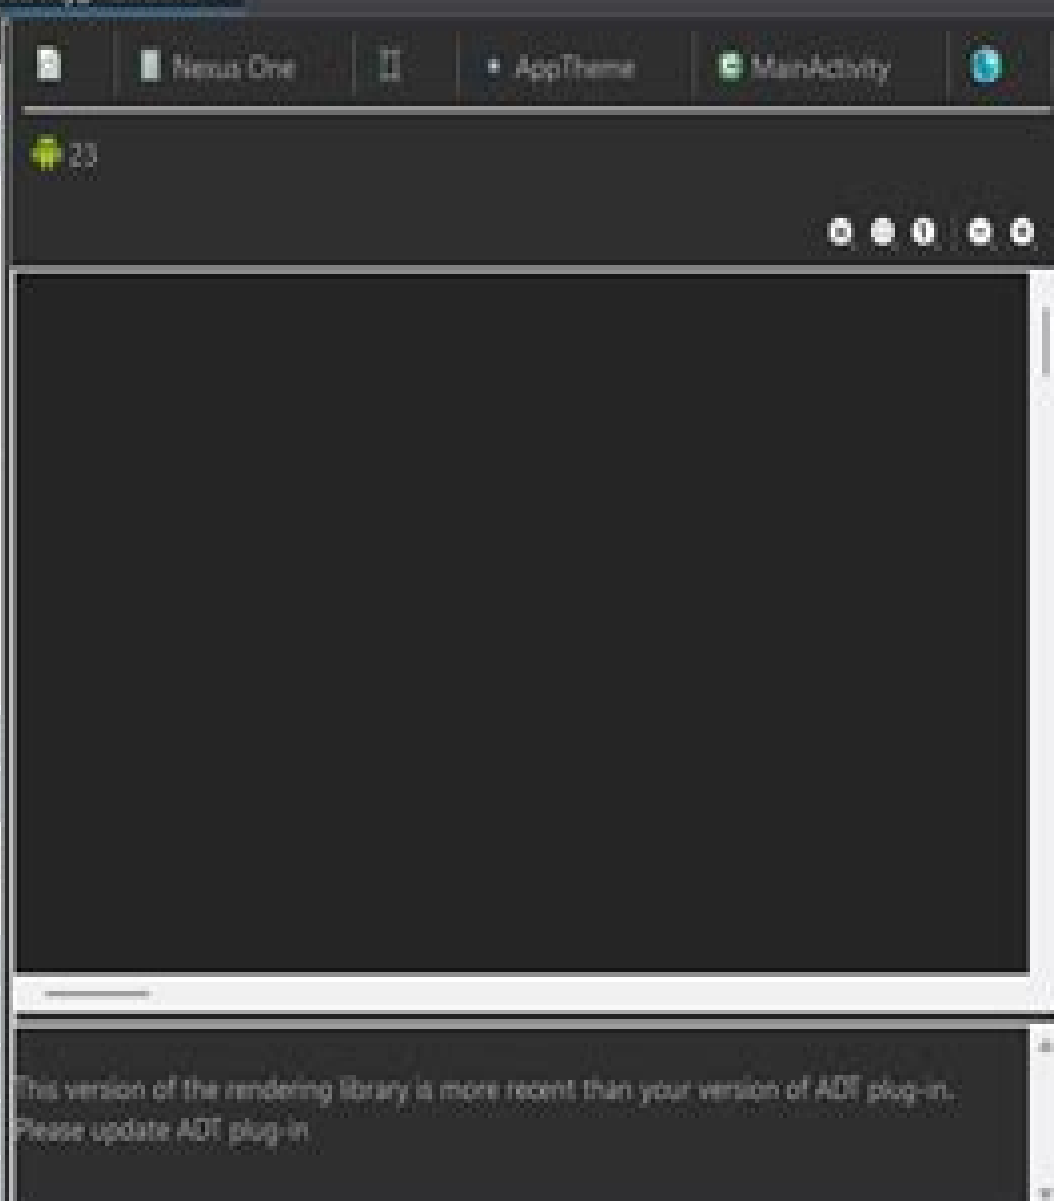 Nexus One AppTheme MainActivity
23
This version of the rendering library is more recent than your version of ADT plug-in.
Please update ADT plug-in